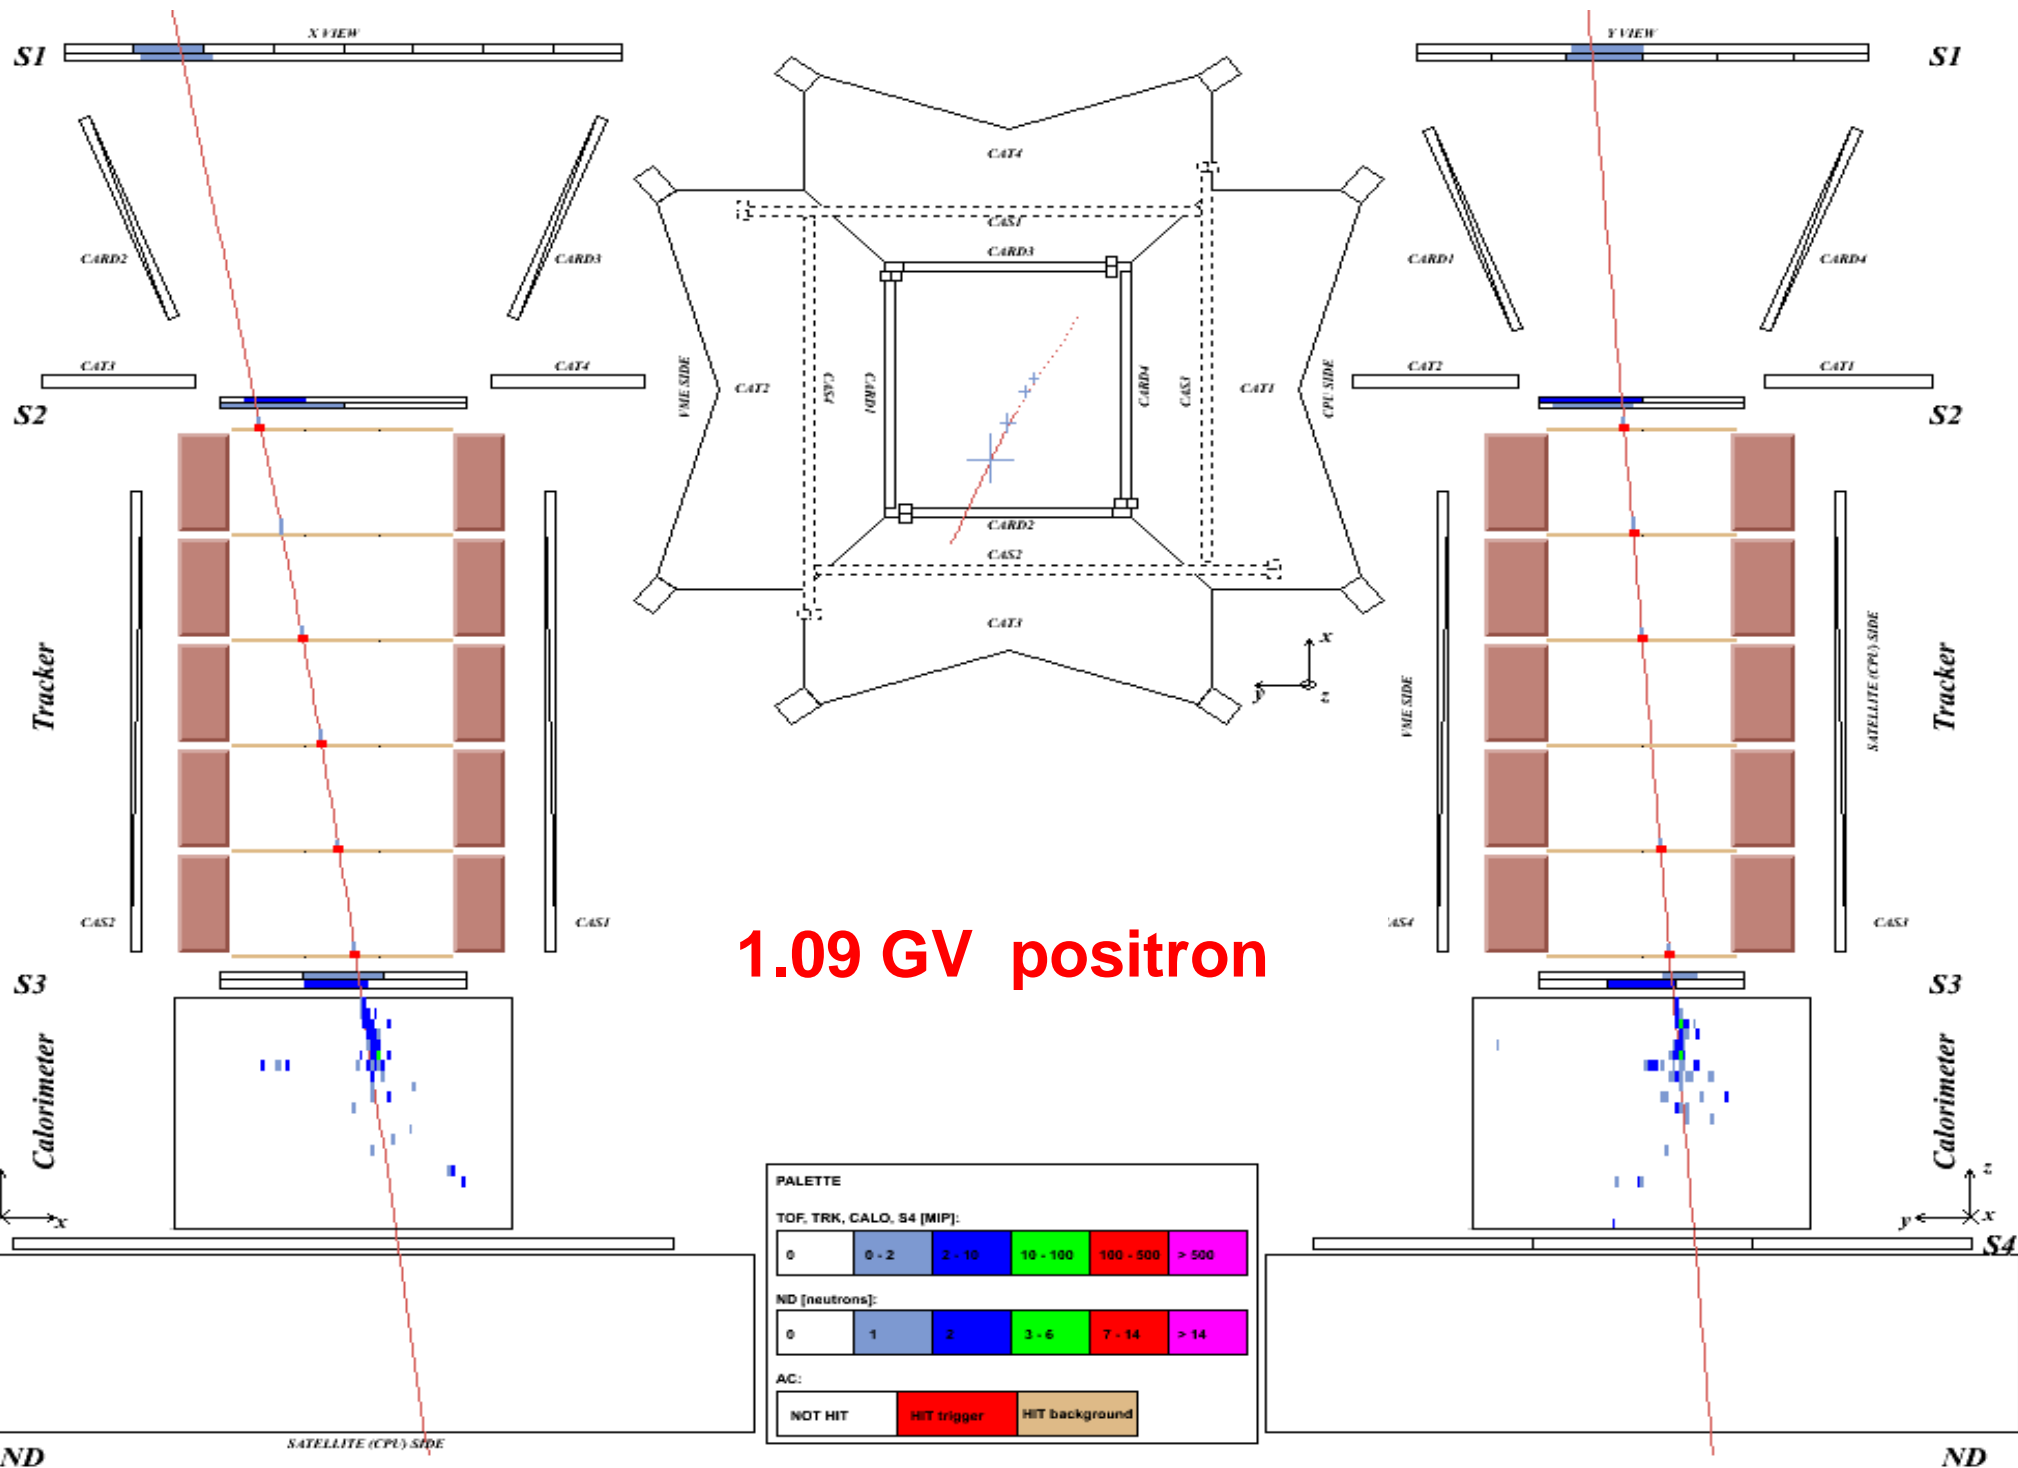 X VIEW
Y VIEW
S1
S1
CAT4
CARD2
CARD3
CAS1
CARD3
CARD1
CARD4
CAT3
CAT4
VME SIDE
CAT2
CAS4
CARD1
CARD4
CAS3
CAT1
CPU SIDE
CAT2
CAT1
S2
S2
CARD2
CAS2
CAT3
x
y
z
Tracker
VME SIDE
SATELLITE (CPU) SIDE
Tracker
CAS2
CAS1
1.09 GV positron
CAS3
S3
S3
Calorimeter
Calorimeter
x
z
y
x
S4
PALETTE
TOF, TRK, CALO, S4 [MIP]:
0 0 - 2 2 - 10 10 - 100 100 - 500 > 500
ND [neutrons]:
0 1 2 3 - 6 7 - 14 > 14
AC:
NOT HIT HIT trigger HIT background
SATELLITE (CPU) SIDE
ND
ND